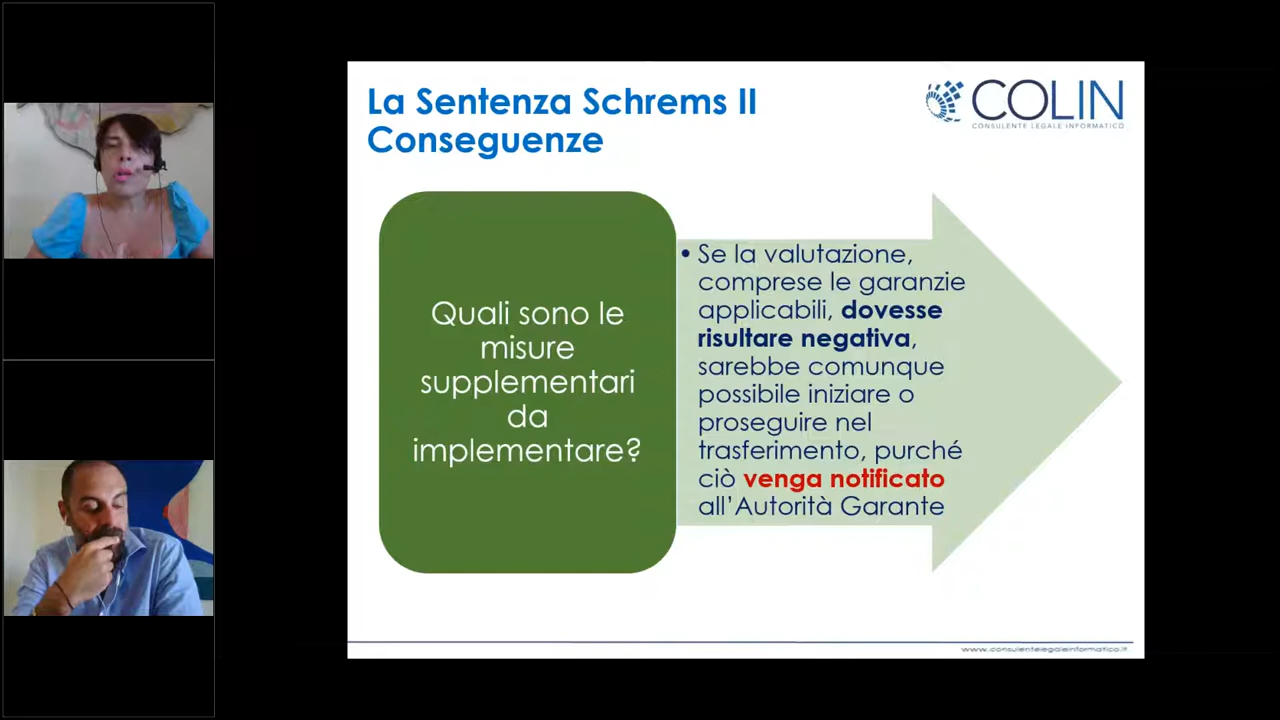 La Sentenza Schrems II
Conseguenze
COLIN
CONSULENTE LEGALE INFORMATICO
Quali sono le
misure
supplementari
da
implementare?
• Se la valutazione,
comprese le garanzie
applicabili, dovesse
risultare negativa,
sarebbe comunque
possibile iniziare o
proseguire nel
trasferimento, purché
ciò venga notificato
all’Autorità Garante
www.consulentelegaleinformatico.it